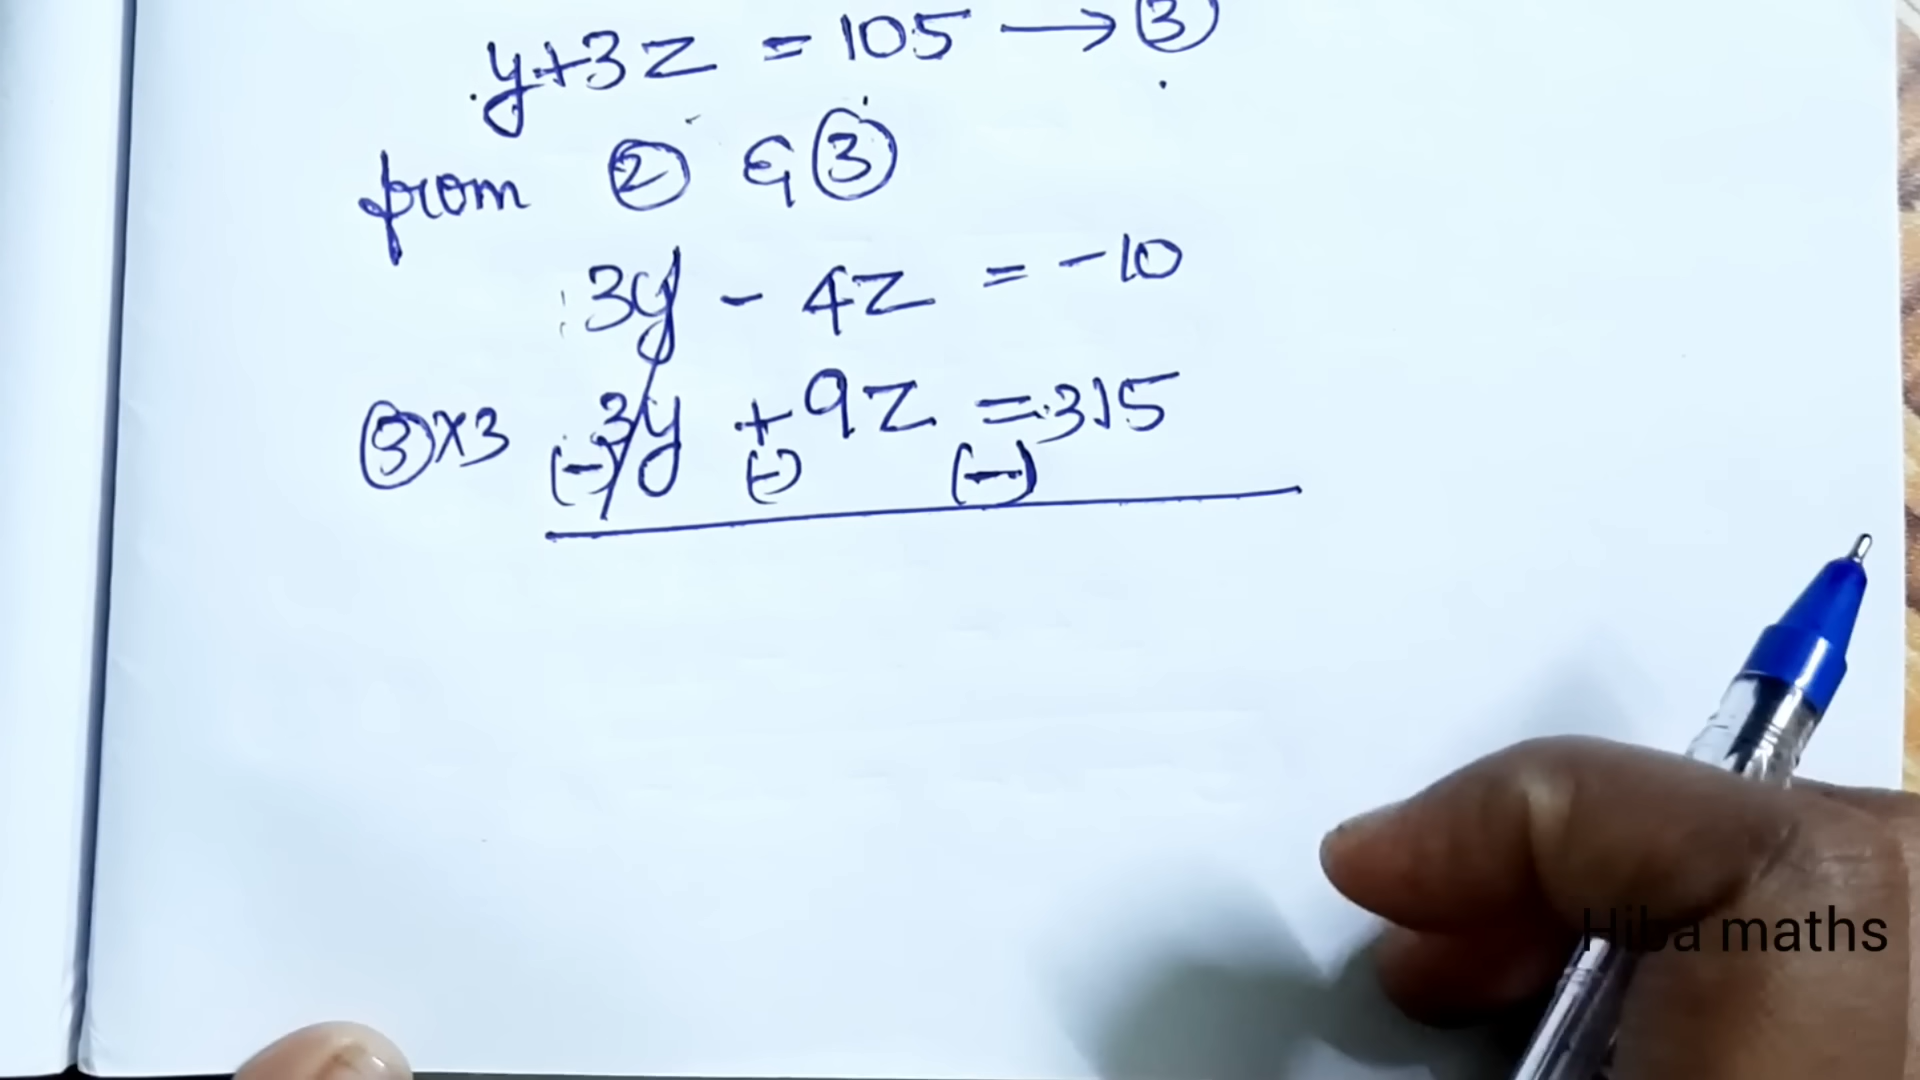 y+3z = 105 → ③
from ② & ③
3y - 4z = -10
③×3 3y + 9z = 315
(-) (-) (-)
Hiba maths